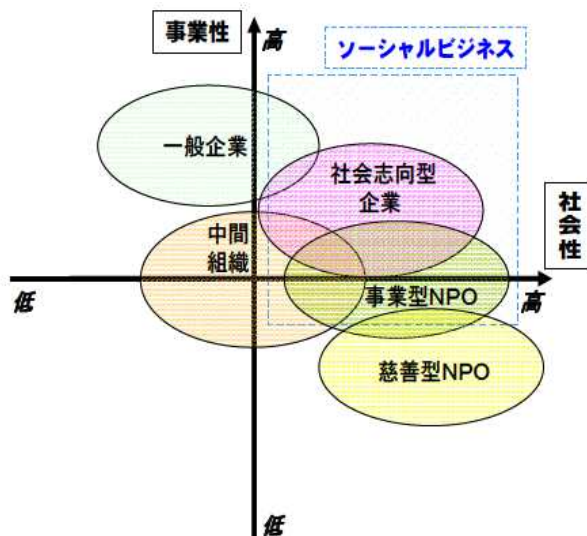 事業性
高
ソーシャルビジネス
一般企業
社会志向型
企業
社会性
中間
組織
低
事業型NPO
高
慈善型NPO
低